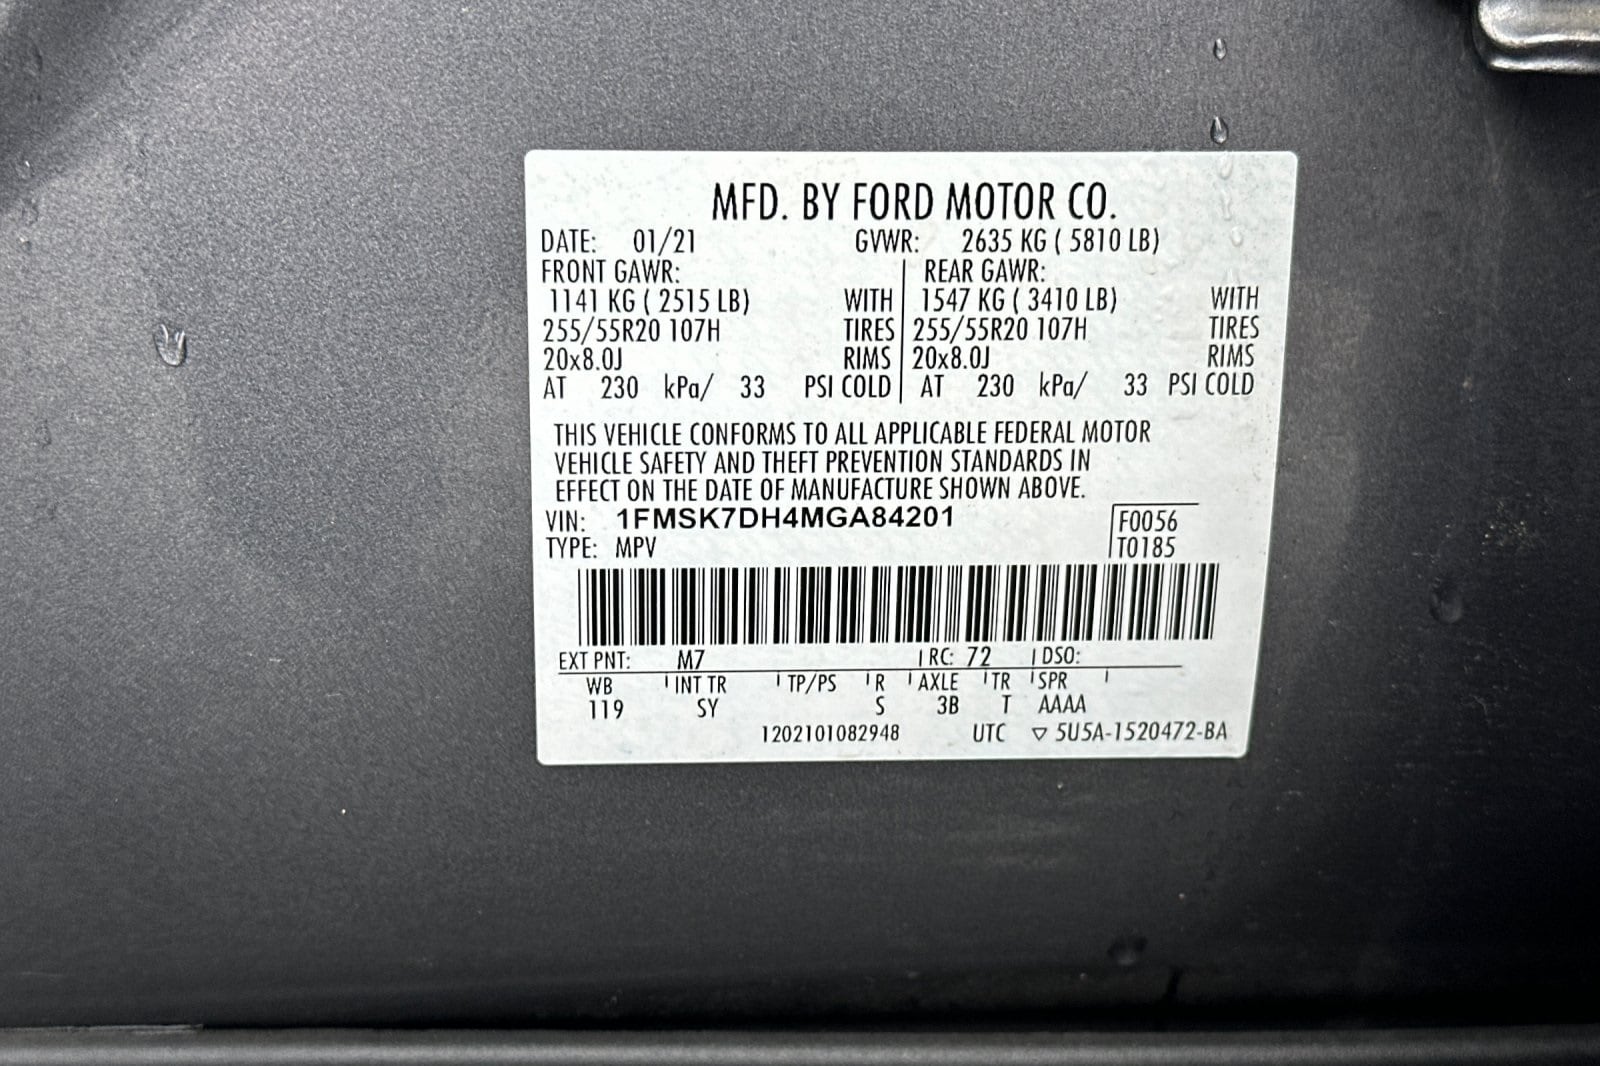 MFD. BY FORD MOTOR CO.
DATE: 01/21 GVWR: 2635 KG ( 5810 LB)
FRONT GAWR: REAR GAWR:
1141 KG ( 2515 LB) WITH 1547 KG ( 3410 LB) WITH
255/55R20 107H TIRES 255/55R20 107H TIRES
20x8.0J RIMS 20x8.0J RIMS
AT 230 kPa/ 33 PSI COLD AT 230 kPa/ 33 PSI COLD
THIS VEHICLE CONFORMS TO ALL APPLICABLE FEDERAL MOTOR
VEHICLE SAFETY AND THEFT PREVENTION STANDARDS IN
EFFECT ON THE DATE OF MANUFACTURE SHOWN ABOVE.
VIN: 1FMSK7DH4MGA84201 F0056
TYPE: MPV T0185
EXT PNT: M7 RC: 72 DSO:
WB INT TR TP/PS R AXLE TR SPR
119 SY S 3B T AAAA
1202101082948 UTC ▽ 5U5A-1520472-BA